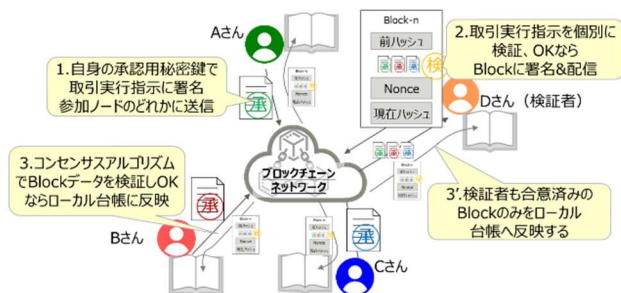 Aさん
Block-n
前ハッシュ
承 承 承
検
Nonce
現在ハッシュ
2.取引実行指示を個別に
検証、OKなら
Blockに署名&配信
1.自身の承認用秘密鍵で
取引実行指示に署名
参加ノードのどれかに送信
承
Dさん（検証者）
ブロックチェーン
ネットワーク
3.コンセンサスアルゴリズム
でBlockデータを検証しOK
ならローカル台帳に反映
承
3’.検証者も合意済みの
Blockのみをローカル
台帳へ反映する
Bさん
承
Cさん